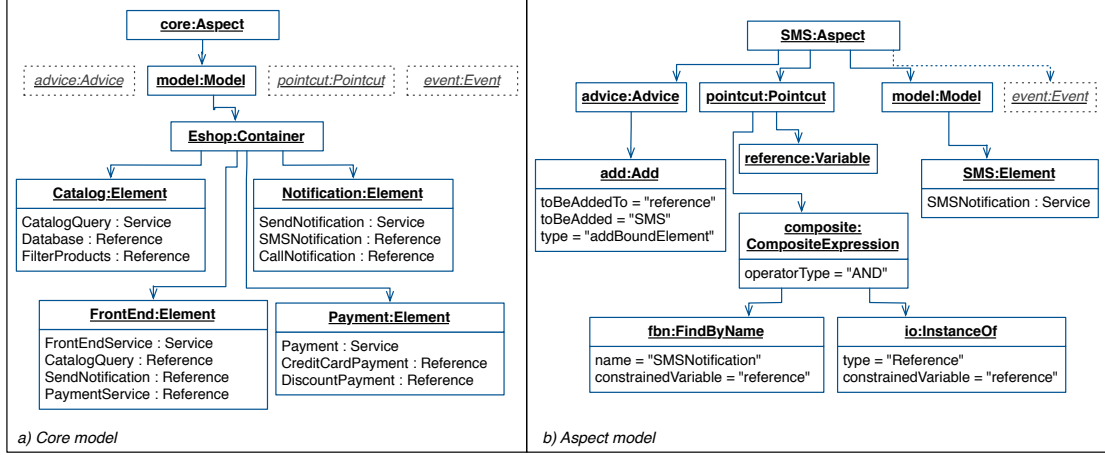 core:Aspect
advice:Advice
model:Model
pointcut:Pointcut
event:Event
Eshop:Container
Catalog:Element
CatalogQuery : Service
Database : Reference
FilterProducts : Reference
Notification:Element
SendNotification : Service
SMSNotification : Reference
CallNotification : Reference
FrontEnd:Element
FrontEndService : Service
CatalogQuery : Reference
SendNotification : Reference
PaymentService : Reference
Payment:Element
Payment : Service
CreditCardPayment : Reference
DiscountPayment : Reference
a) Core model
SMS:Aspect
advice:Advice
pointcut:Pointcut
model:Model
event:Event
reference:Variable
add:Add
toBeAddedTo = "reference"
toBeAdded = "SMS"
type = "addBoundElement"
SMS:Element
SMSNotification : Service
composite:
CompositeExpression
operatorType = "AND"
fbn:FindByName
name = "SMSNotification"
constrainedVariable = "reference"
io:InstanceOf
type = "Reference"
constrainedVariable = "reference"
b) Aspect model